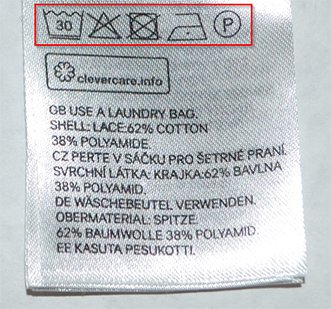 30 P
clevercare.info
GB USE A LAUNDRY BAG.
SHELL: LACE:62% COTTON
38% POLYAMIDE.
CZ PERTE V SÁČKU PRO ŠETRNÉ PRANÍ.
SVRCHNÍ LÁTKA: KRAJKA:62% BAVLNA
38% POLYAMID.
DE WÄSCHEBEUTEL VERWENDEN.
OBERMATERIAL: SPITZE.
62% BAUMWOLLE 38% POLYAMID.
EE KASUTA PESUKOTTI.